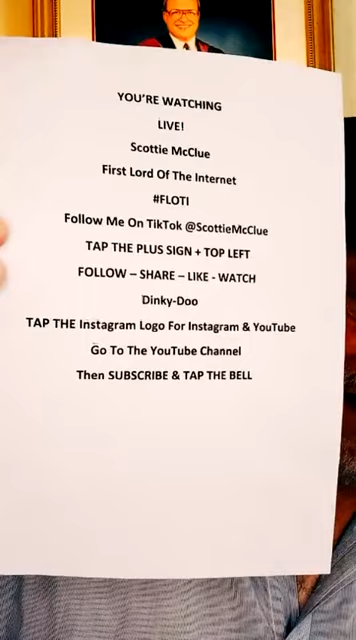 YOU'RE WATCHING
LIVE!
Scottie McClue
First Lord Of The Internet
#FLOTI
Follow Me On TikTok @ScottieMcClue
TAP THE PLUS SIGN + TOP LEFT
FOLLOW – SHARE – LIKE - WATCH
Dinky-Doo
TAP THE Instagram Logo For Instagram & YouTube
Go To The YouTube Channel
Then SUBSCRIBE & TAP THE BELL